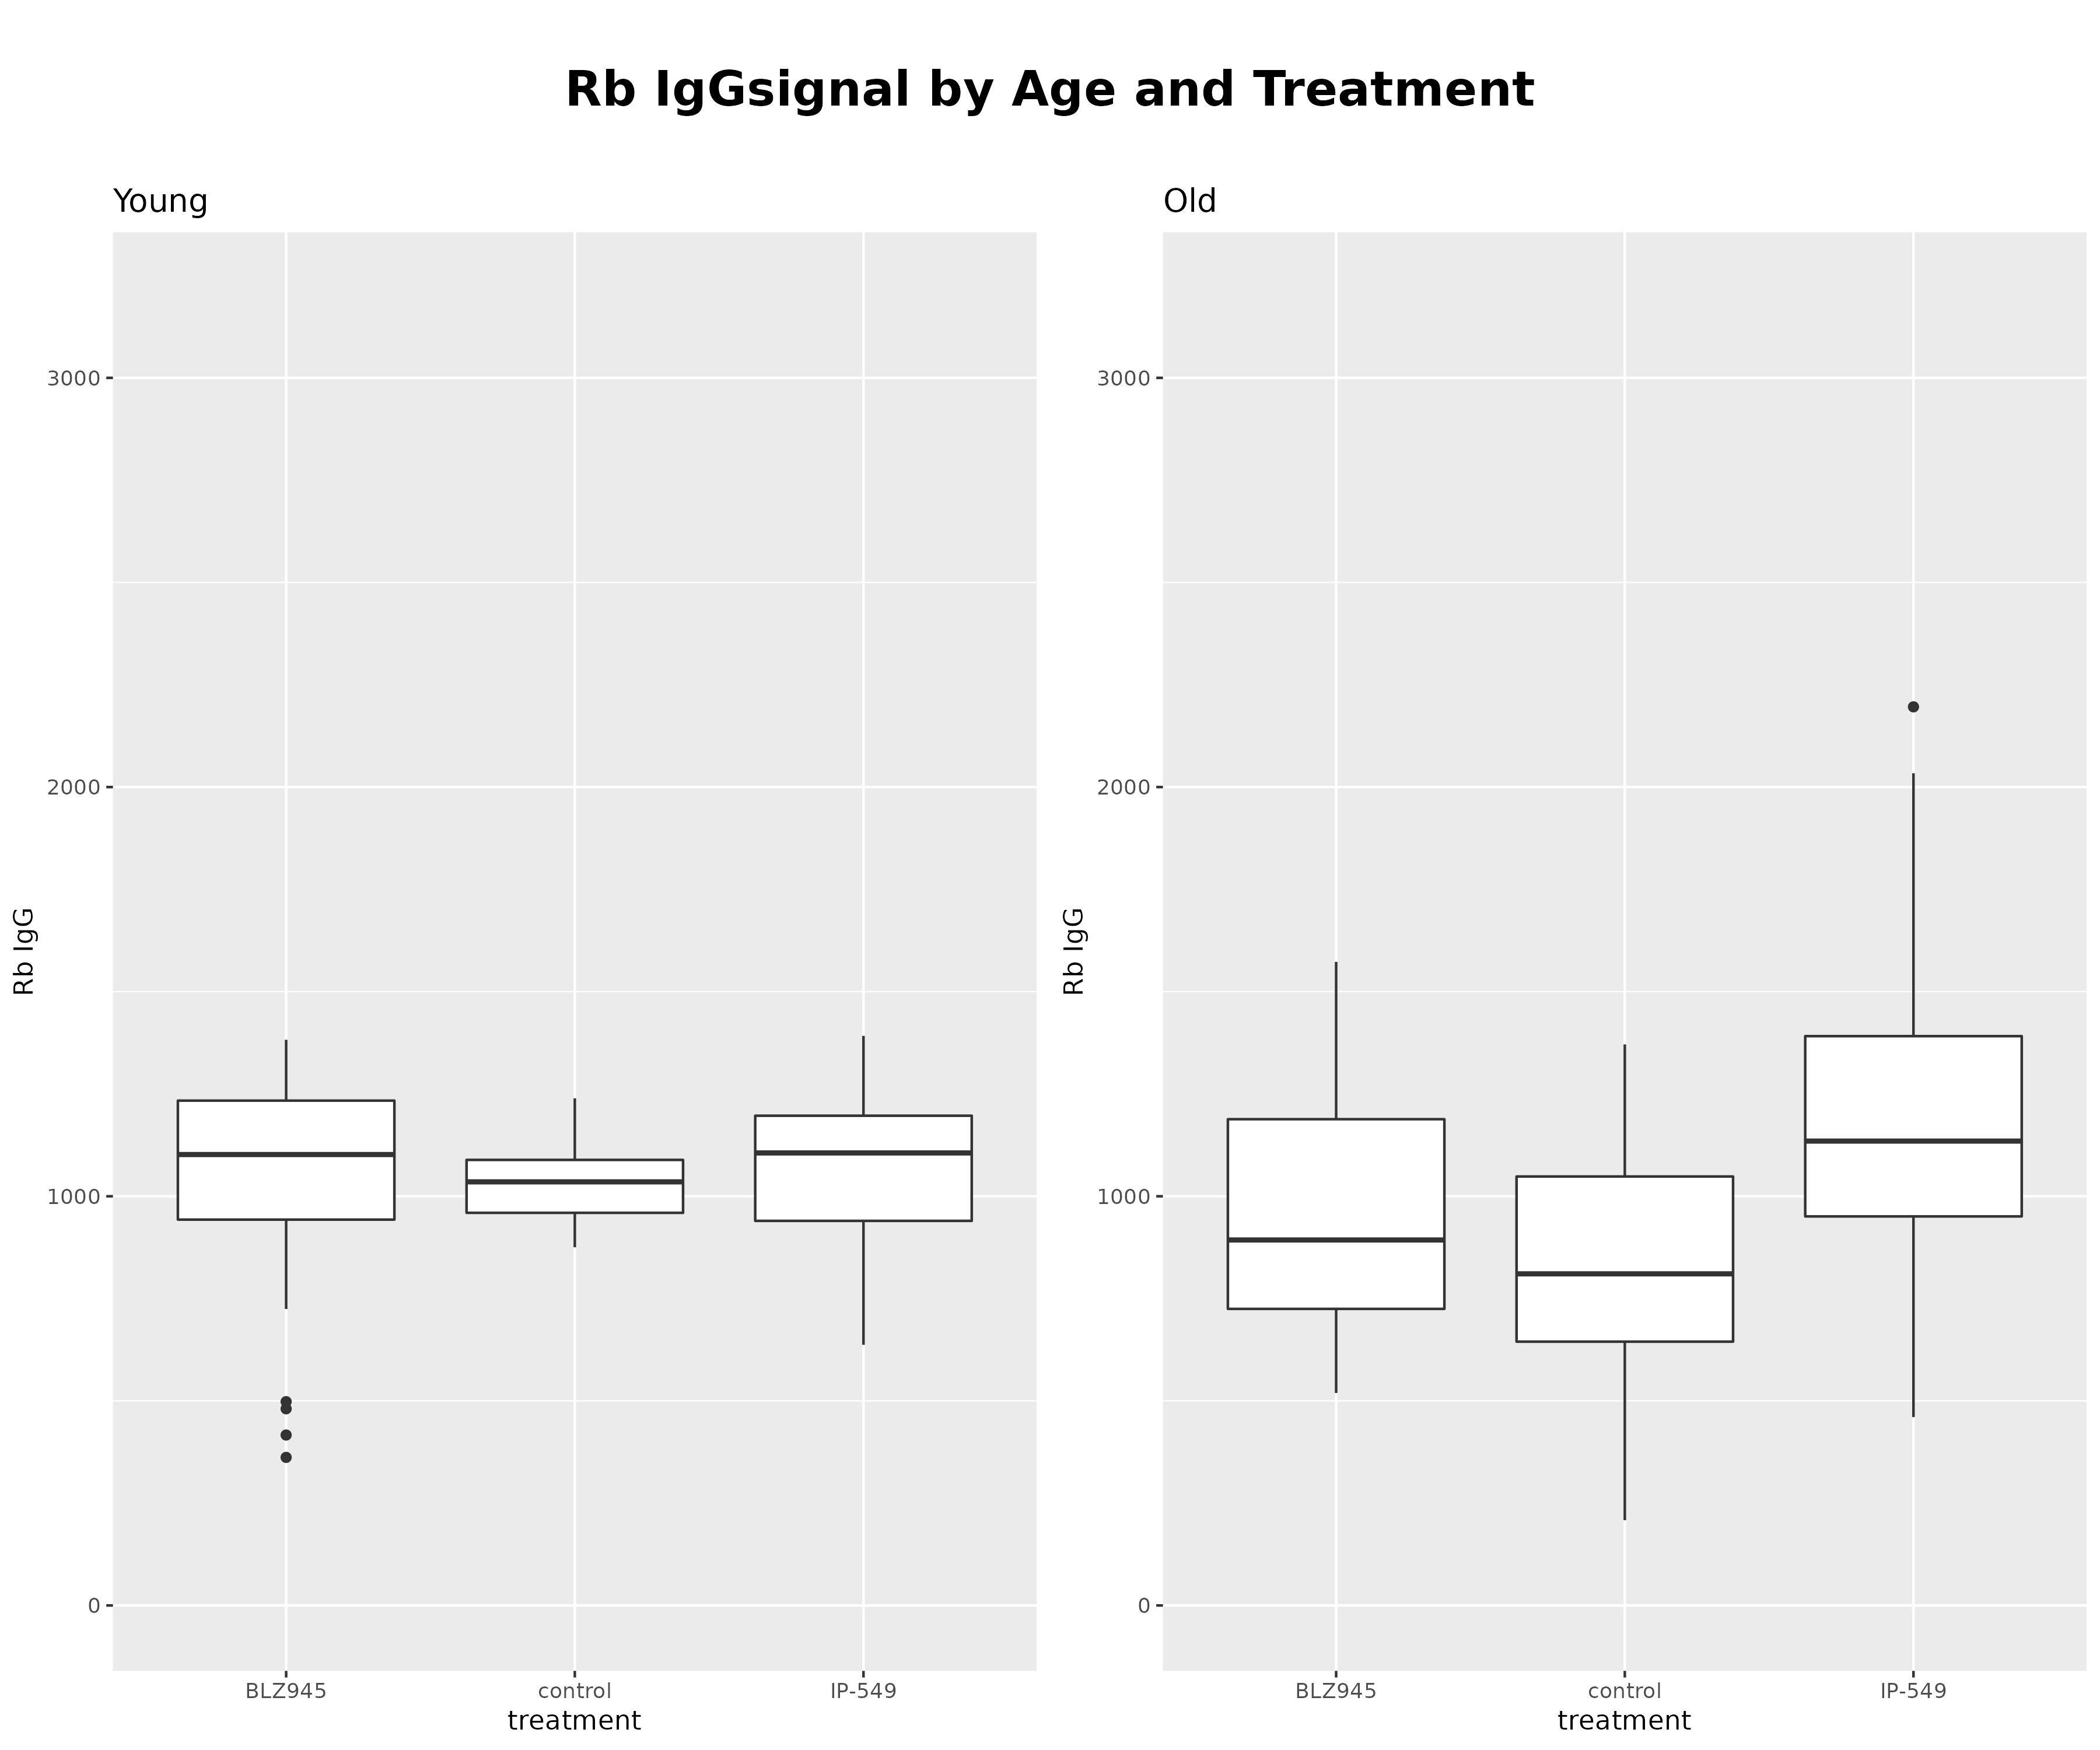 Rb IgGsignal by Age and Treatment
Young
3000
2000
1000
0
Rb IgG
BLZ945 control IP-549
treatment
Old
3000
2000
1000
0
Rb IgG
BLZ945 control IP-549
treatment